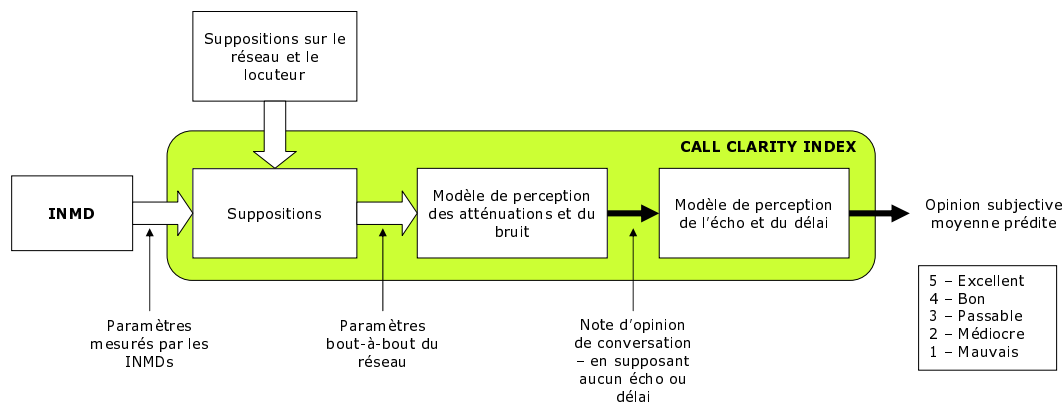 Suppositions sur le
réseau et le
locuteur
CALL CLARITY INDEX
INMD
Suppositions
Modèle de perception
des atténuations et du
bruit
Modèle de perception
de l'écho et du délai
Opinion subjective
moyenne prédite
5 – Excellent
4 – Bon
3 – Passable
2 – Médiocre
1 – Mauvais
Paramètres
mesurés par les
INMDs
Paramètres
bout-à-bout du
réseau
Note d'opinion
de conversation
– en supposant
aucun écho ou
délai